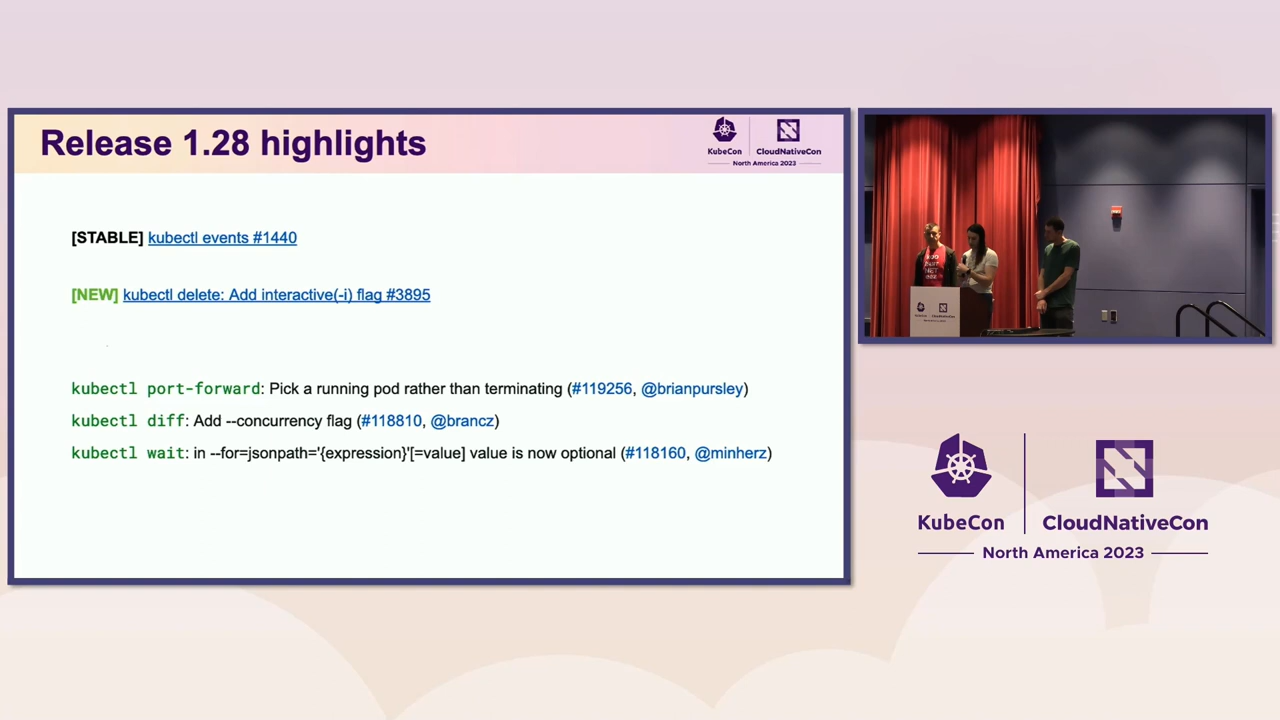 Release 1.28 highlights
KubeCon
CloudNativeCon
North America 2023
[STABLE] kubectl events #1440
[NEW] kubectl delete: Add interactive(-i) flag #3895
kubectl port-forward: Pick a running pod rather than terminating (#119256, @brianpursley)
kubectl diff: Add --concurrency flag (#118810, @brancz)
kubectl wait: in --for=jsonpath='{expression}'[=value] value is now optional (#118160, @minherz)
KubeCon
CloudNativeCon
North America 2023